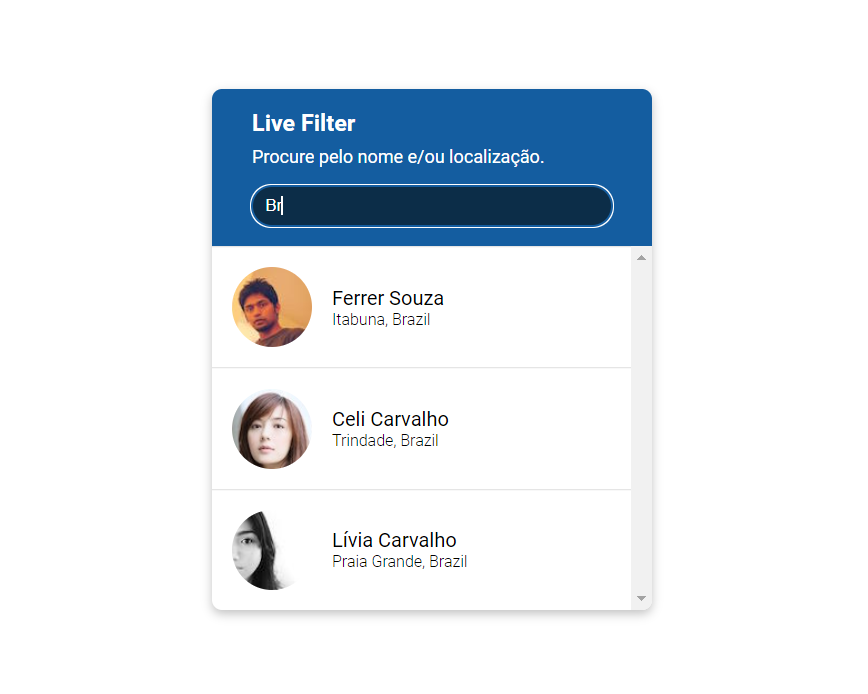 Live Filter
Procure pelo nome e/ou localização.
Br
Ferrer Souza
Itabuna, Brazil
Celi Carvalho
Trindade, Brazil
Lívia Carvalho
Praia Grande, Brazil